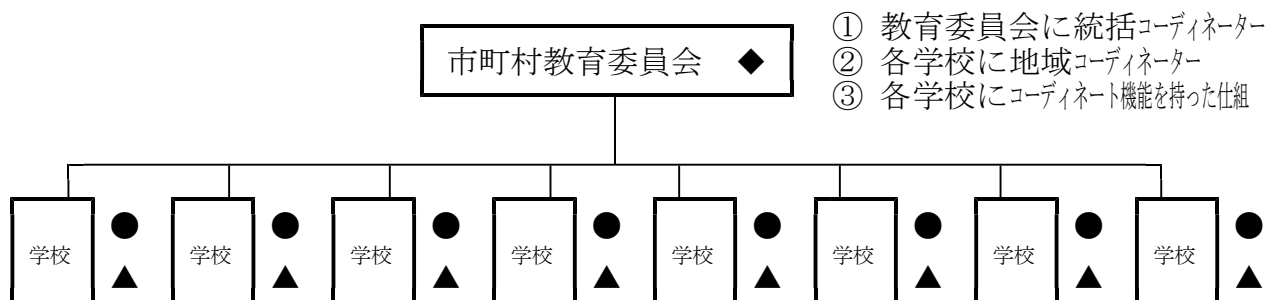 市町村教育委員会 ◆
① 教育委員会に統括コーディネーター
② 各学校に地域コーディネーター
③ 各学校にコーディネート機能を持った仕組
学校
学校
学校
学校
学校
学校
学校
学校